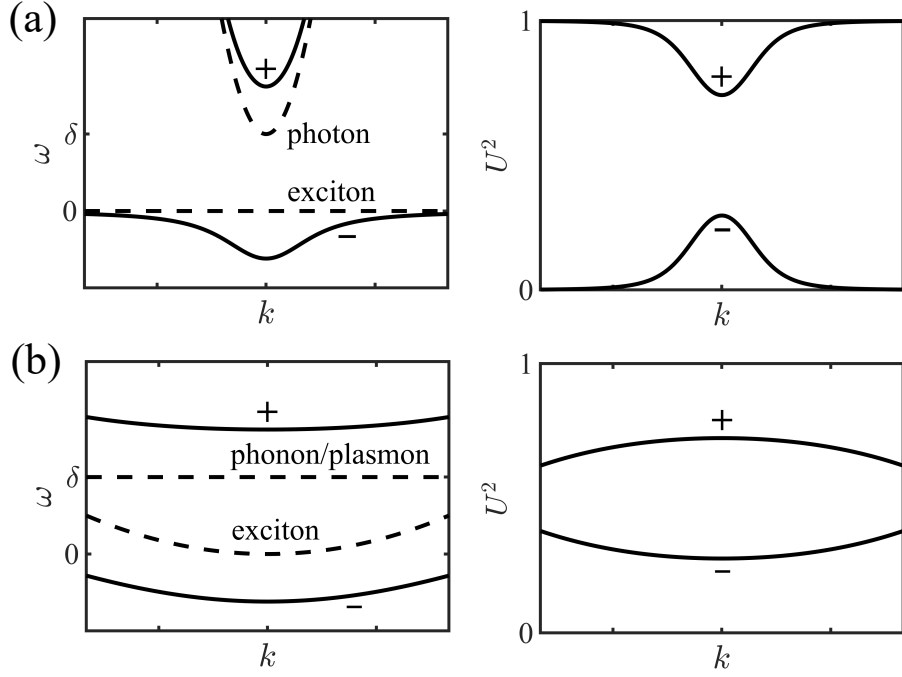 (a)
ω
δ
0
+
photon
exciton
−
k
U²
1
0
+
−
k
(b)
ω
δ
0
+
phonon/plasmon
exciton
−
k
U²
1
0
+
−
k